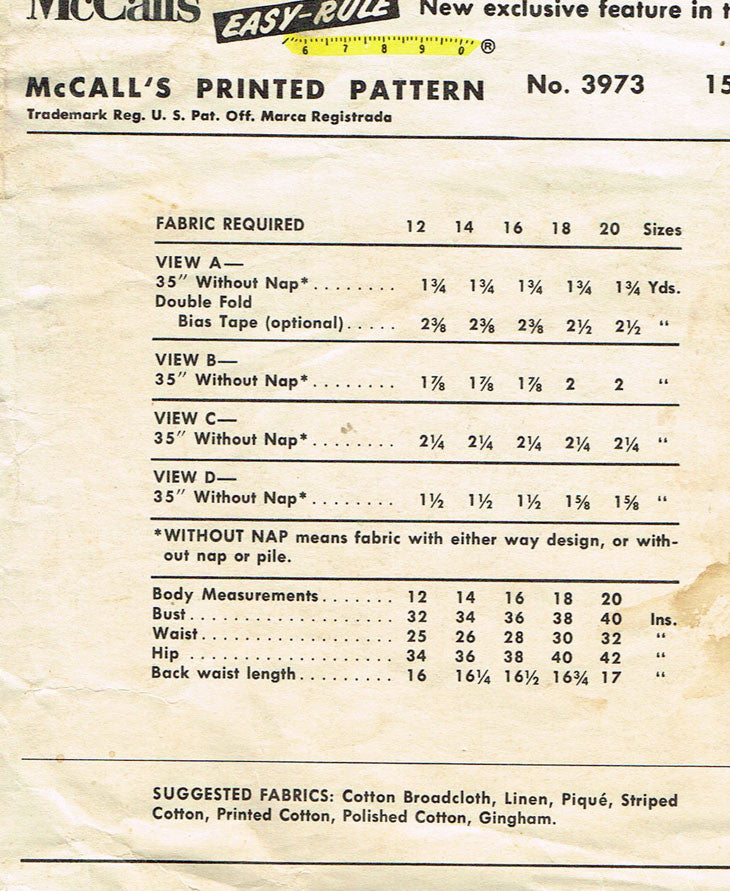 McCall's
EASY-RULE New exclusive feature in
6 7 8 9 0 ®
McCALL'S PRINTED PATTERN No. 3973 15
Trademark Reg. U. S. Pat. Off. Marca Registrada
FABRIC REQUIRED 12 14 16 18 20 Sizes
VIEW A—
35″ Without Nap*........ 1¾ 1¾ 1¾ 1¾ 1¾ Yds.
Double Fold
Bias Tape (optional)..... 2⅜ 2⅜ 2⅜ 2½ 2½ “
VIEW B—
35″ Without Nap*........ 1⅞ 1⅞ 1⅞ 2 2 “
VIEW C—
35″ Without Nap*........ 2¼ 2¼ 2¼ 2¼ 2¼ “
VIEW D—
35″ Without Nap*........ 1½ 1½ 1½ 1⅝ 1⅝ “
*WITHOUT NAP means fabric with either way design, or with-
out nap or pile.
Body Measurements....... 12 14 16 18 20
Bust.................... 32 34 36 38 40 Ins.
Waist................... 25 26 28 30 32 “
Hip .................... 34 36 38 40 42 “
Back waist length.......... 16 16¼ 16½ 16¾ 17 “
SUGGESTED FABRICS: Cotton Broadcloth, Linen, Piqué, Striped
Cotton, Printed Cotton, Polished Cotton, Gingham.